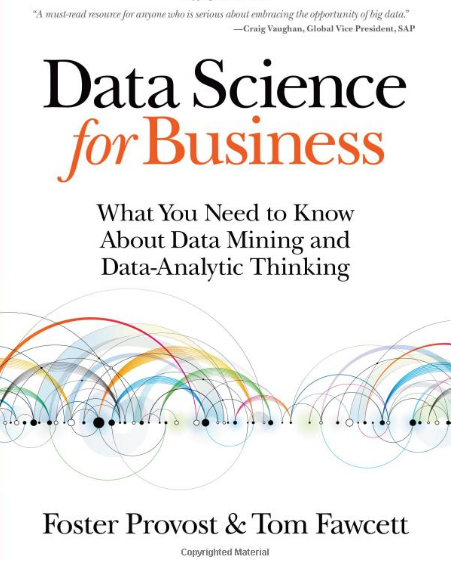 “A must-read resource for anyone who is serious about embracing the opportunity of big data.”
—Craig Vaughan, Global Vice President, SAP
Data Science
for Business
What You Need to Know
About Data Mining and
Data-Analytic Thinking
Foster Provost & Tom Fawcett
Copyrighted Material